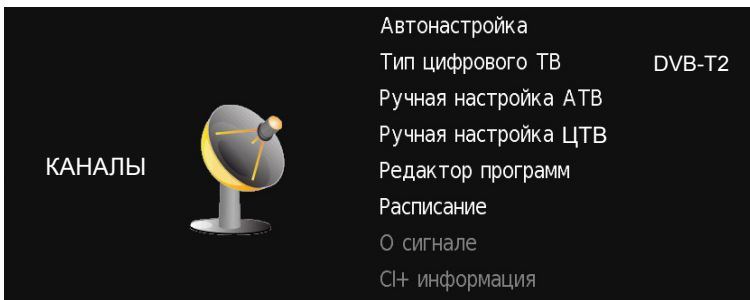 Автонастройка
Тип цифрового ТВ DVB-T2
Ручная настройка АТВ
Ручная настройка ЦТВ
КАНАЛЫ
Редактор программ
Расписание
О сигнале
CI+ информация